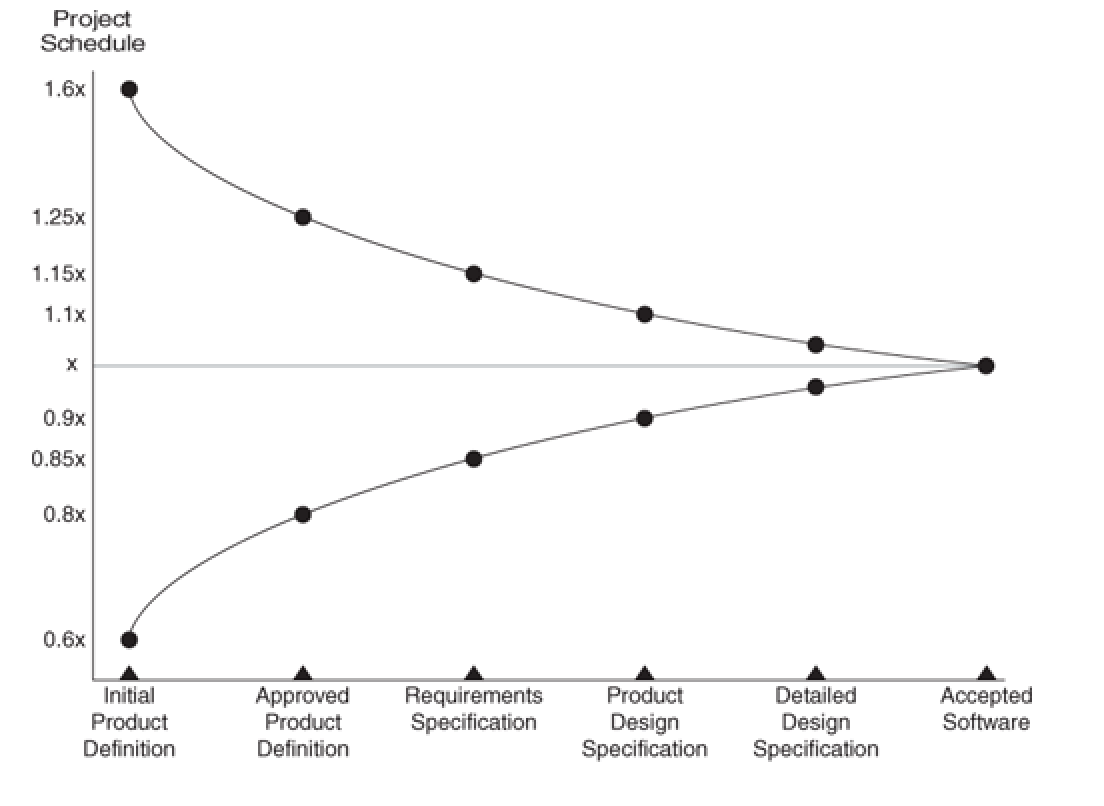 Project
Schedule
1.6x
1.25x
1.15x
1.1x
x
0.9x
0.85x
0.8x
0.6x
Initial
Product
Definition
Approved
Product
Definition
Requirements
Specification
Product
Design
Specification
Detailed
Design
Specification
Accepted
Software